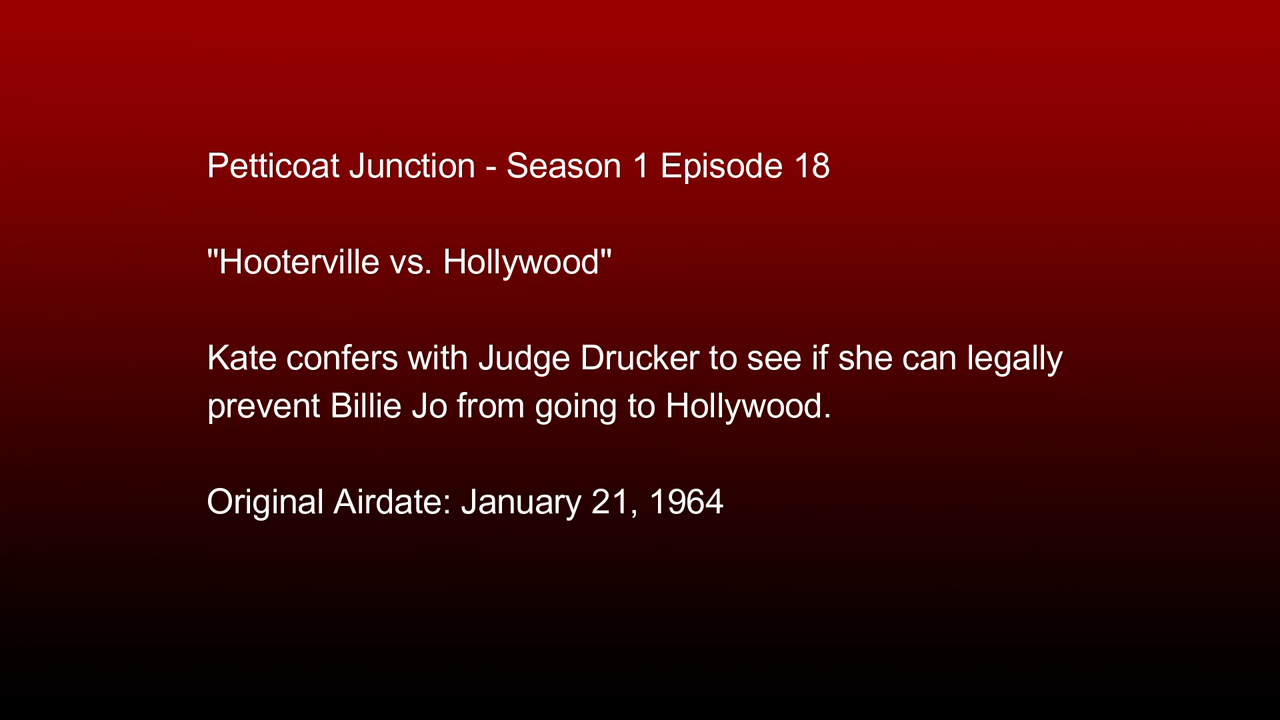 Petticoat Junction - Season 1 Episode 18
"Hooterville vs. Hollywood"
Kate confers with Judge Drucker to see if she can legally
prevent Billie Jo from going to Hollywood.
Original Airdate: January 21, 1964